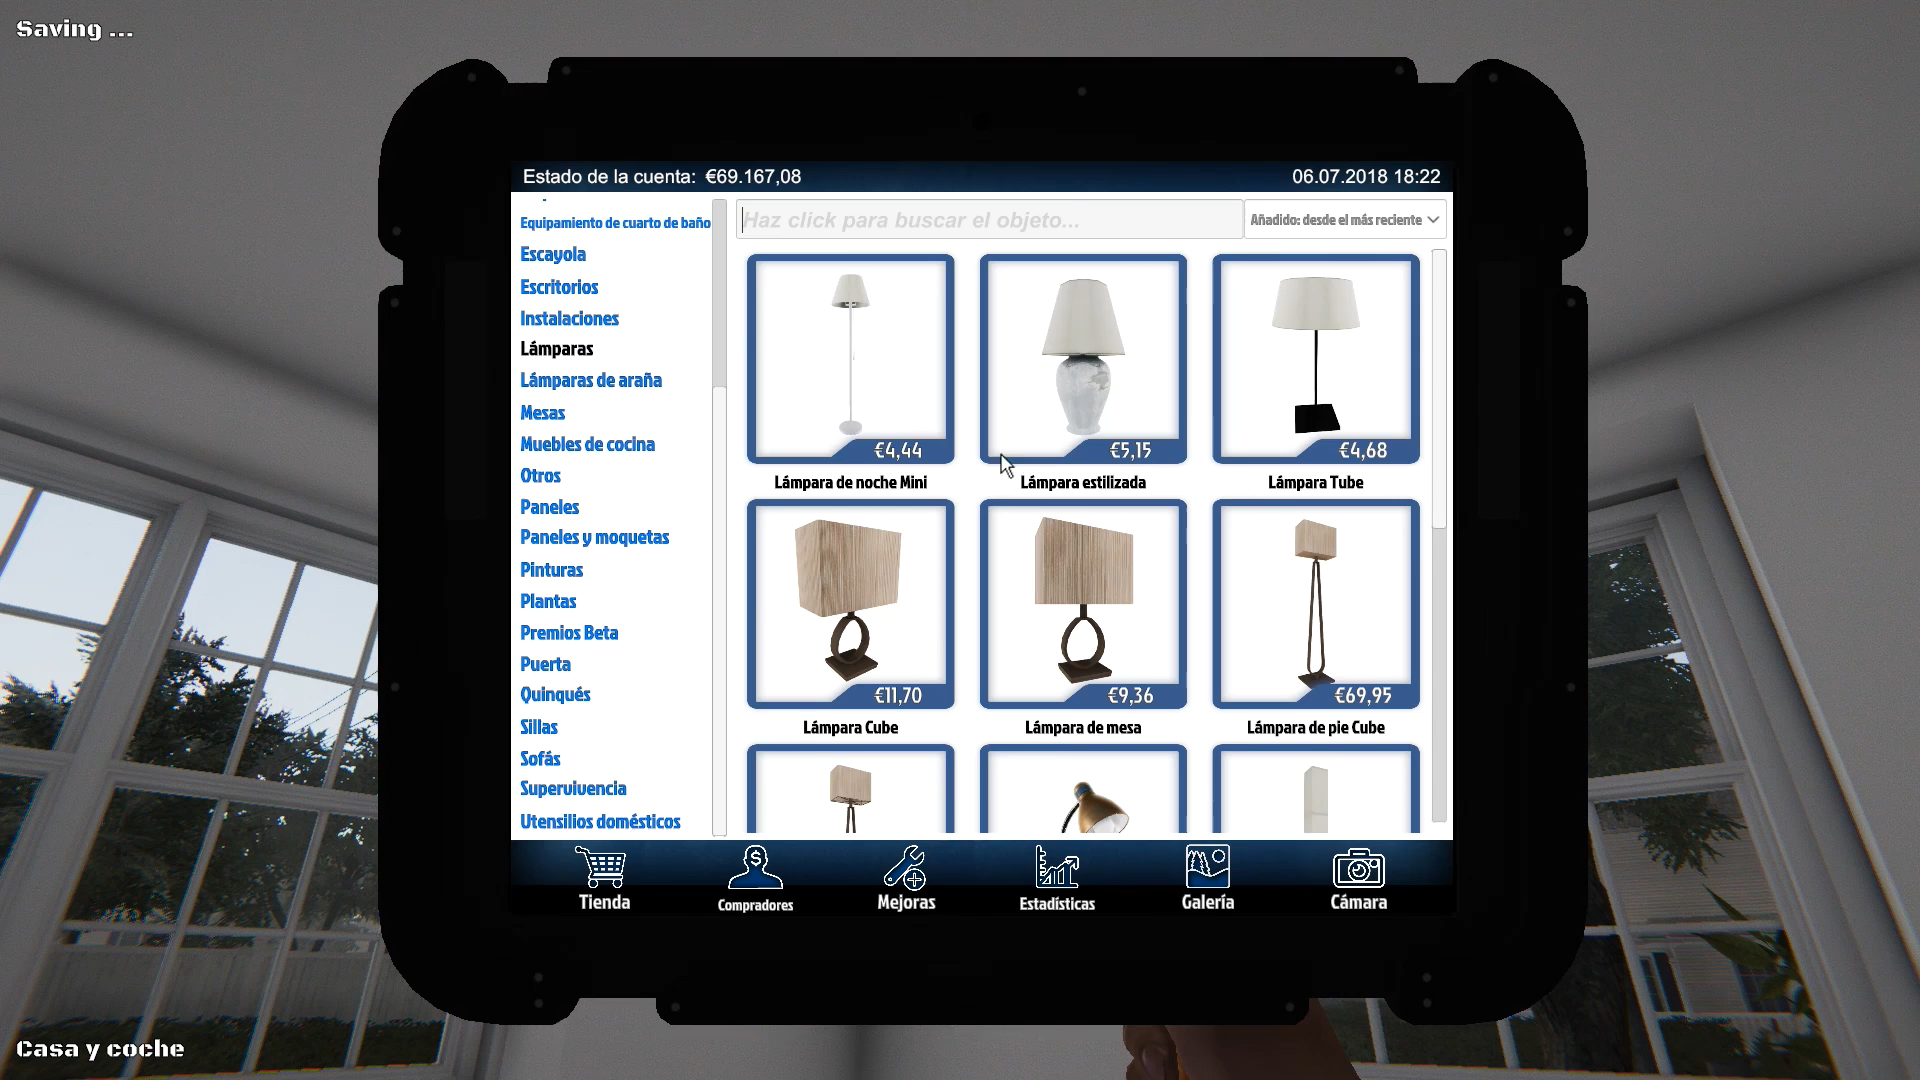 Saving ...
Estado de la cuenta: €69.167,08
06.07.2018 18:22
Haz click para buscar el objeto...
Añadido: desde el más reciente
Equipamiento de cuarto de baño
Escayola
Escritorios
Instalaciones
Lámparas
Lámparas de araña
Mesas
Muebles de cocina
Otros
Paneles
Paneles y moquetas
Pinturas
Plantas
Premios Beta
Puerta
Quinqués
Sillas
Sofás
Supervivencia
Utensilios domésticos
€4,44
€5,15
€4,68
Lámpara de noche Mini
Lámpara estilizada
Lámpara Tube
€11,70
€9,36
€69,95
Lámpara Cube
Lámpara de mesa
Lámpara de pie Cube
Tienda
Compradores
Mejoras
Estadísticas
Galería
Cámara
Casa y coche